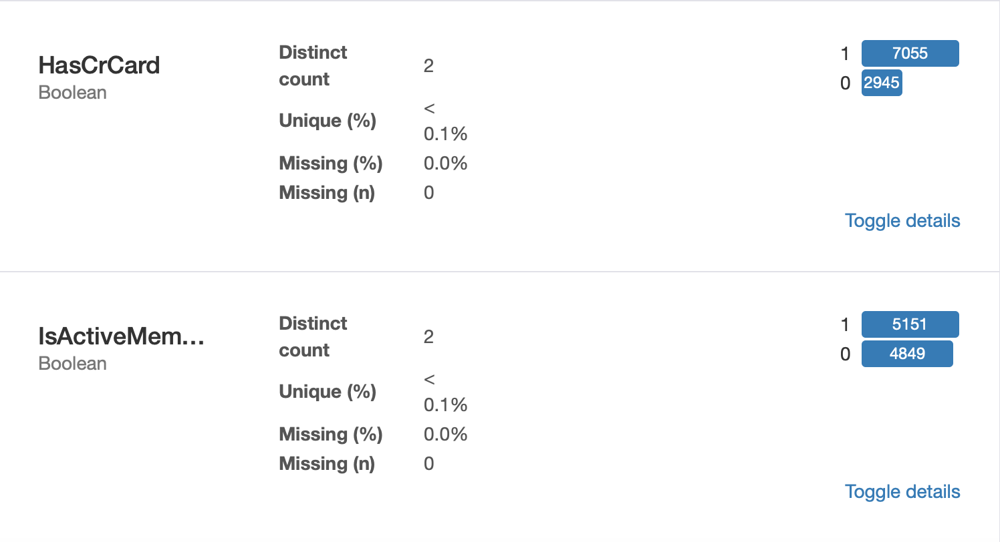 HasCrCard
Boolean
Distinct
count
2
Unique (%)
<
0.1%
Missing (%) 0.0%
Missing (n) 0
1 7055
0 2945
Toggle details
IsActiveMem…
Boolean
Distinct
count
2
Unique (%)
<
0.1%
Missing (%) 0.0%
Missing (n) 0
1 5151
0 4849
Toggle details